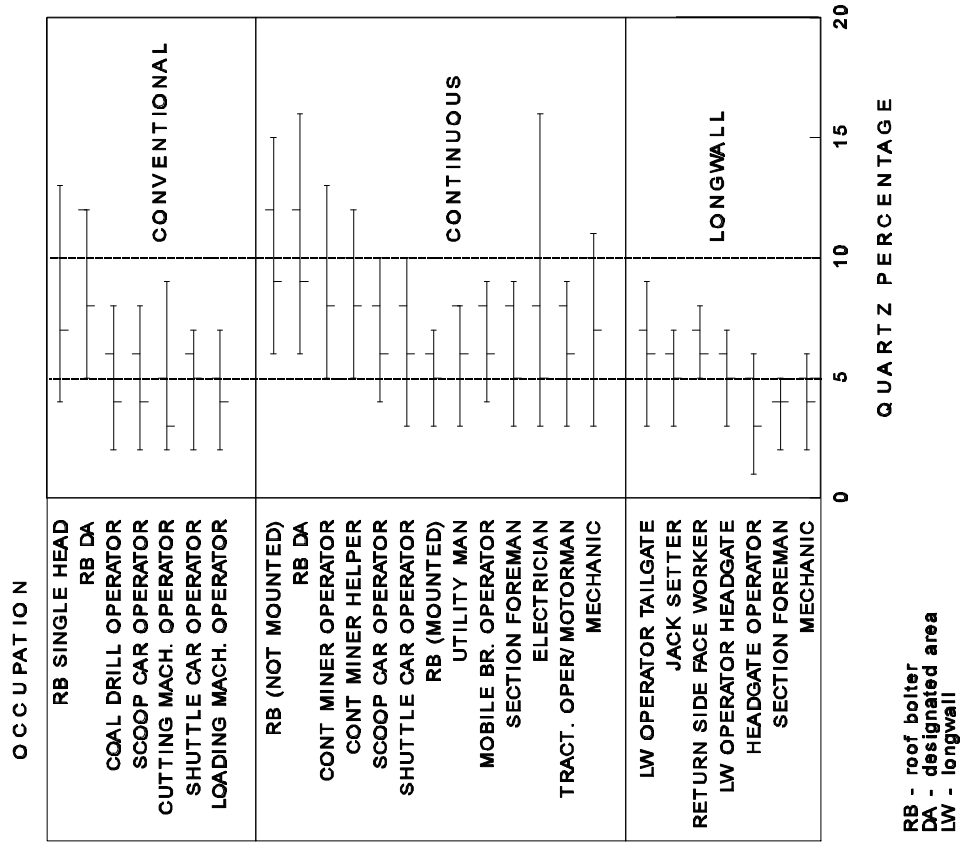 OCCUPATION
RB SINGLE HEAD
RB DA
COAL DRILL OPERATOR
SCOOP CAR OPERATOR
CUTTING MACH. OPERATOR
SHUTTLE CAR OPERATOR
LOADING MACH. OPERATOR
CONVENTIONAL
RB (NOT MOUNTED)
RB DA
CONT MINER OPERATOR
CONT MINER HELPER
SCOOP CAR OPERATOR
SHUTTLE CAR OPERATOR
RB (MOUNTED)
UTILITY MAN
MOBILE BR. OPERATOR
SECTION FOREMAN
ELECTRICIAN
TRACT. OPER/MOTORMAN
MECHANIC
CONTINUOUS
LW OPERATOR TAILGATE
JACK SETTER
RETURN SIDE FACE WORKER
LW OPERATOR HEADGATE
HEADGATE OPERATOR
SECTION FOREMAN
MECHANIC
LONGWALL
0 5 10 15 20
QUARTZ PERCENTAGE
RB - roof bolter
DA - designated area
LW - longwall